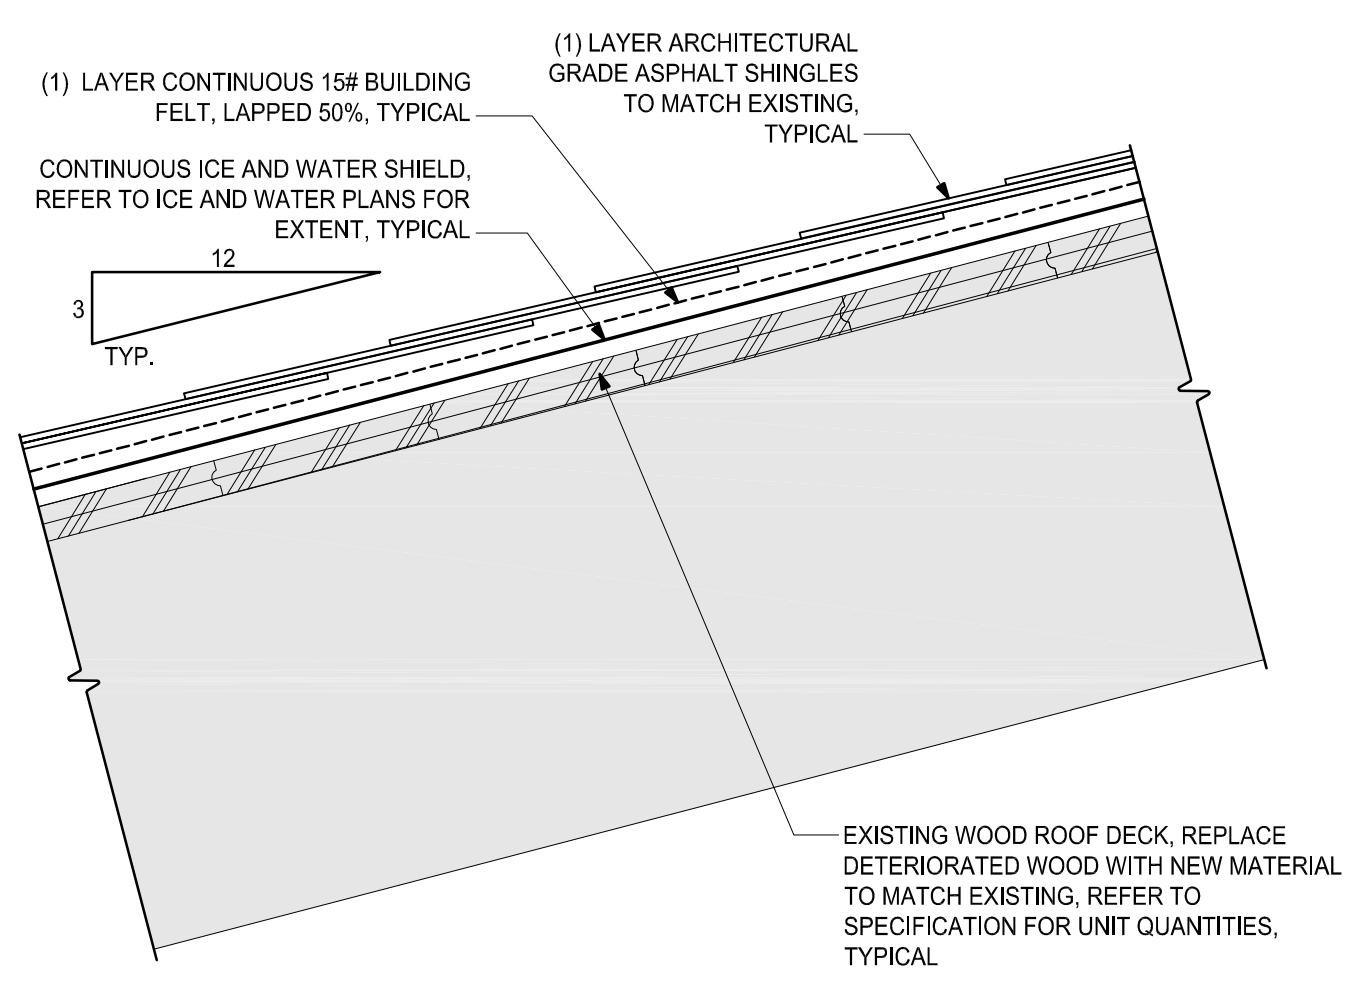 (1) LAYER ARCHITECTURAL
GRADE ASPHALT SHINGLES
TO MATCH EXISTING,
TYPICAL
(1) LAYER CONTINUOUS 15# BUILDING
FELT, LAPPED 50%, TYPICAL
CONTINUOUS ICE AND WATER SHIELD,
REFER TO ICE AND WATER PLANS FOR
EXTENT, TYPICAL
12
3
TYP.
EXISTING WOOD ROOF DECK, REPLACE
DETERIORATED WOOD WITH NEW MATERIAL
TO MATCH EXISTING, REFER TO
SPECIFICATION FOR UNIT QUANTITIES,
TYPICAL